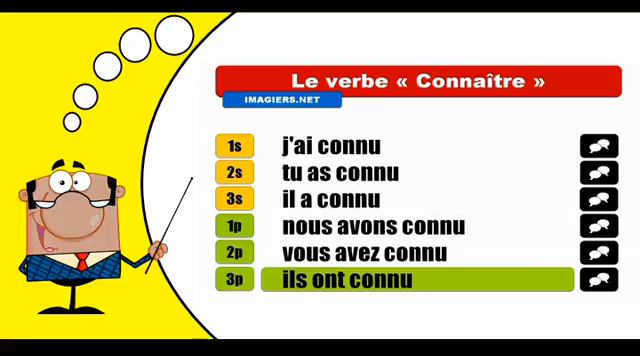 Le verbe « Connaître »
IMAGIERS.NET
1s j'ai connu
2s tu as connu
3s il a connu
1p nous avons connu
2p vous avez connu
3p ils ont connu